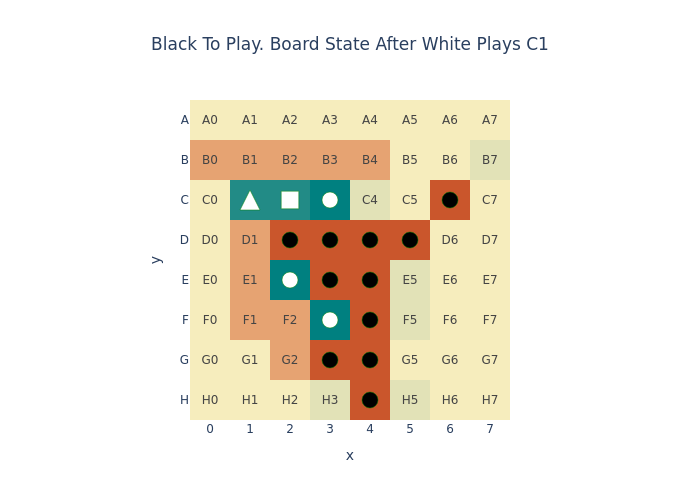 Black To Play. Board State After White Plays C1
A A0 A1 A2 A3 A4 A5 A6 A7
B B0 B1 B2 B3 B4 B5 B6 B7
C C0 C4 C5 C7
D D0 D1 D6 D7
E E0 E1 E5 E6 E7
F F0 F1 F2 F5 F6 F7
G G0 G1 G2 G5 G6 G7
H H0 H1 H2 H3 H5 H6 H7
0 1 2 3 4 5 6 7
x
y